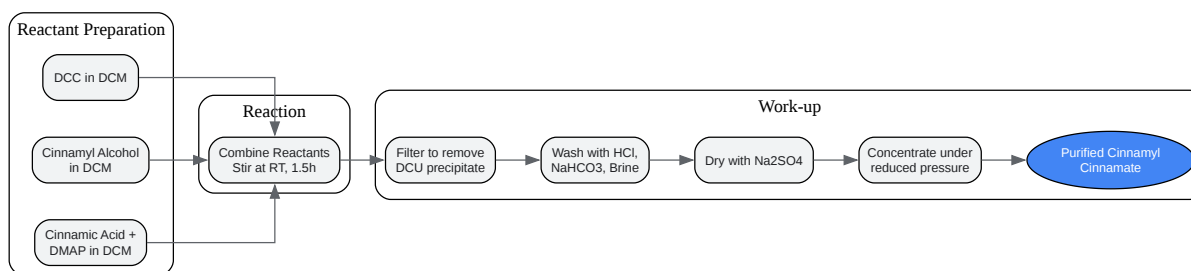 Reactant Preparation
DCC in DCM
Cinnamyl Alcohol
in DCM
Cinnamic Acid +
DMAP in DCM
Reaction
Combine Reactants
Stir at RT, 1.5h
Work-up
Filter to remove
DCU precipitate
Wash with HCl,
NaHCO3, Brine
Dry with Na2SO4
Concentrate under
reduced pressure
Purified Cinnamyl
Cinnamate